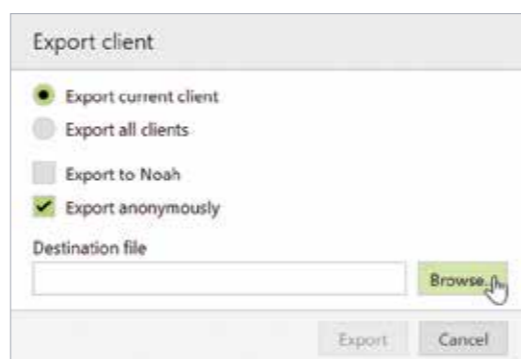 Export client
Export current client
Export all clients
Export to Noah
Export anonymously
Destination file
Browse...
Export Cancel